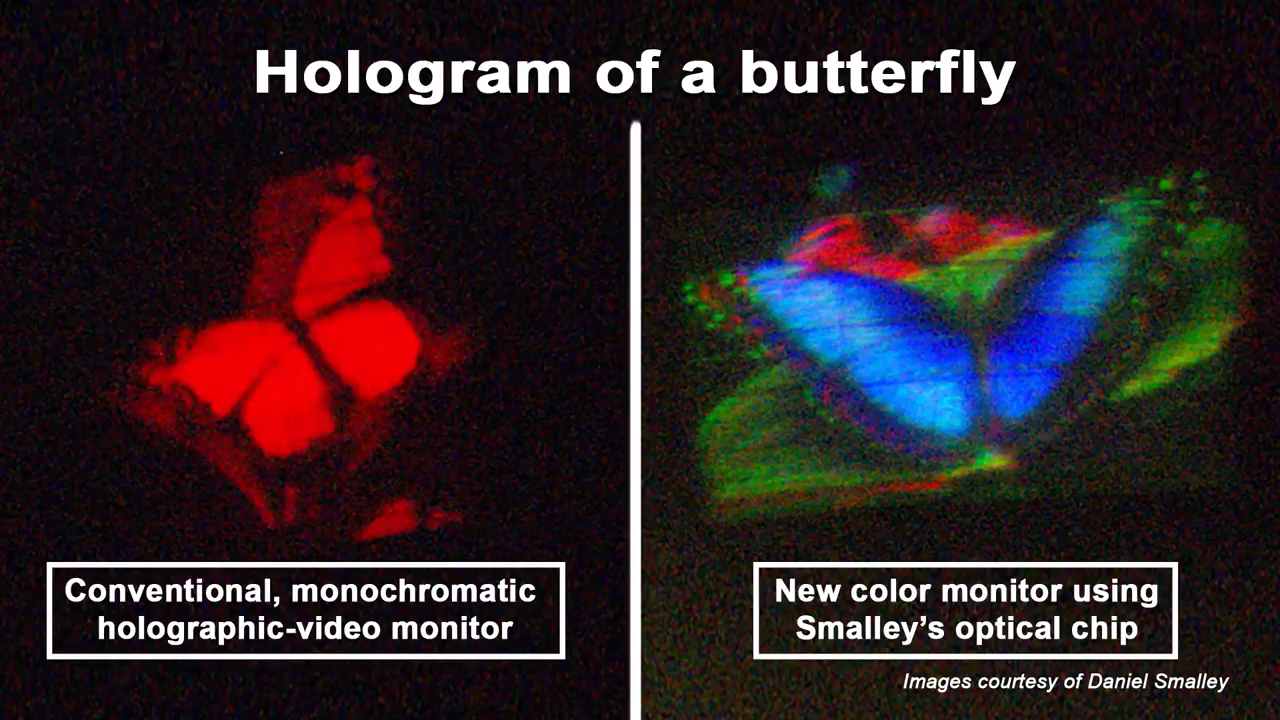 Hologram of a butterfly
Conventional, monochromatic
holographic-video monitor
New color monitor using
Smalley’s optical chip
Images courtesy of Daniel Smalley